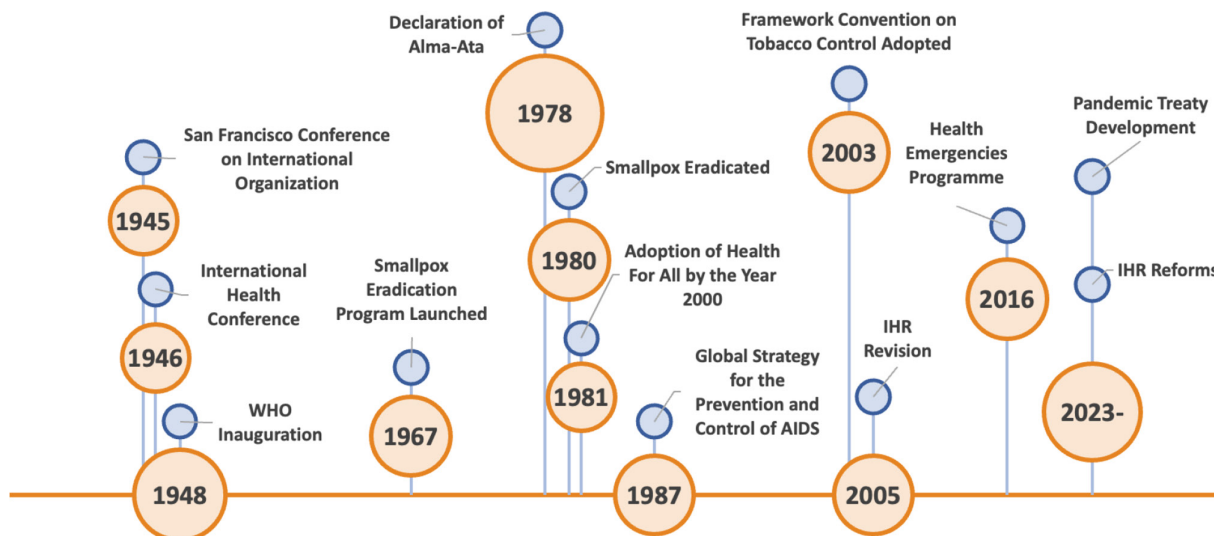 San Francisco Conference
on International
Organization
1945
International
Health
Conference
1946
WHO
Inauguration
1948
Smallpox
Eradication
Program Launched
1967
Declaration of
Alma-Ata
1978
Smallpox Eradicated
1980
Adoption of Health
For All by the Year
2000
1981
Global Strategy
for the
Prevention and
Control of AIDS
1987
Framework Convention on
Tobacco Control Adopted
2003
IHR
Revision
2005
Health
Emergencies
Programme
2016
Pandemic Treaty
Development
IHR Reforms
2023-